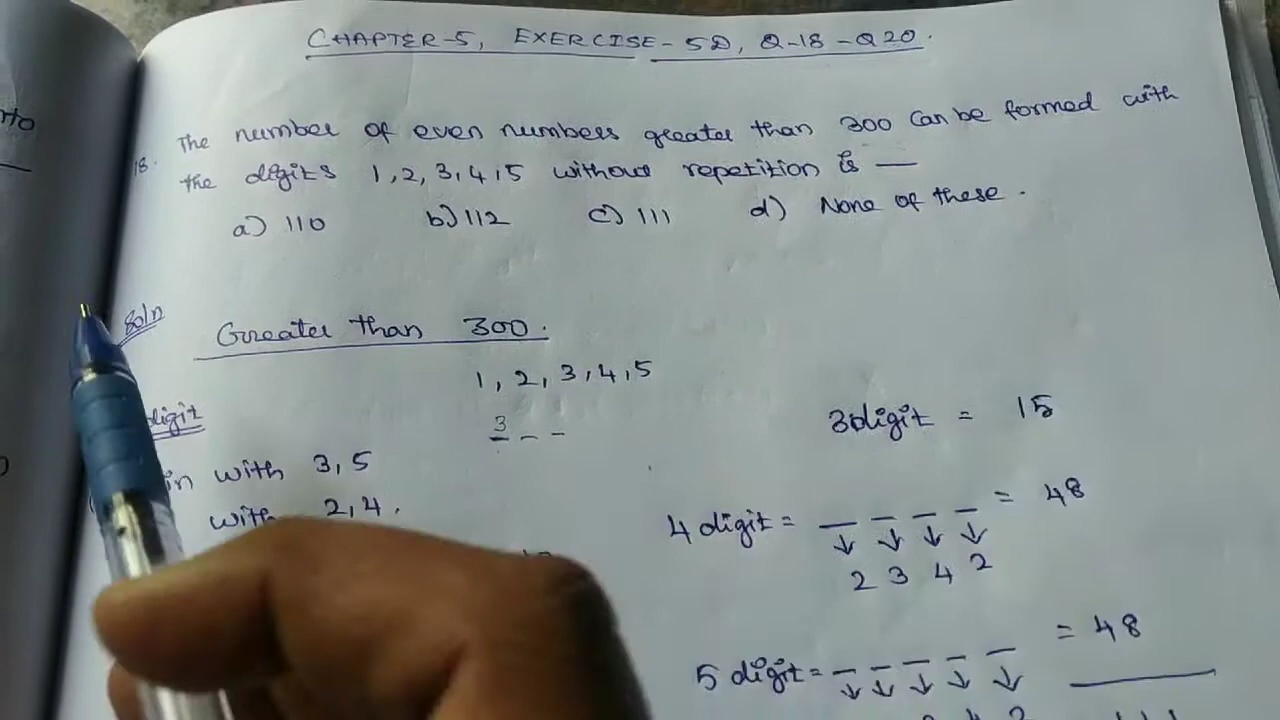 CHAPTER-5, EXERCISE-5D, Q-18-Q20.
18. The number of even numbers greater than 300 can be formed with
the digits 1, 2, 3, 4, 5 without repetition is —
a) 110 b) 112 c) 111 d) None of these.
Soln
Greater than 300.
1, 2, 3, 4, 5
3 _ _
digit
with 3, 5
with 2, 4.
3digit = 15
4 digit = _ _ _ _ = 48
2 3 4 2
5 digit = _ _ _ _ _ = 48
111